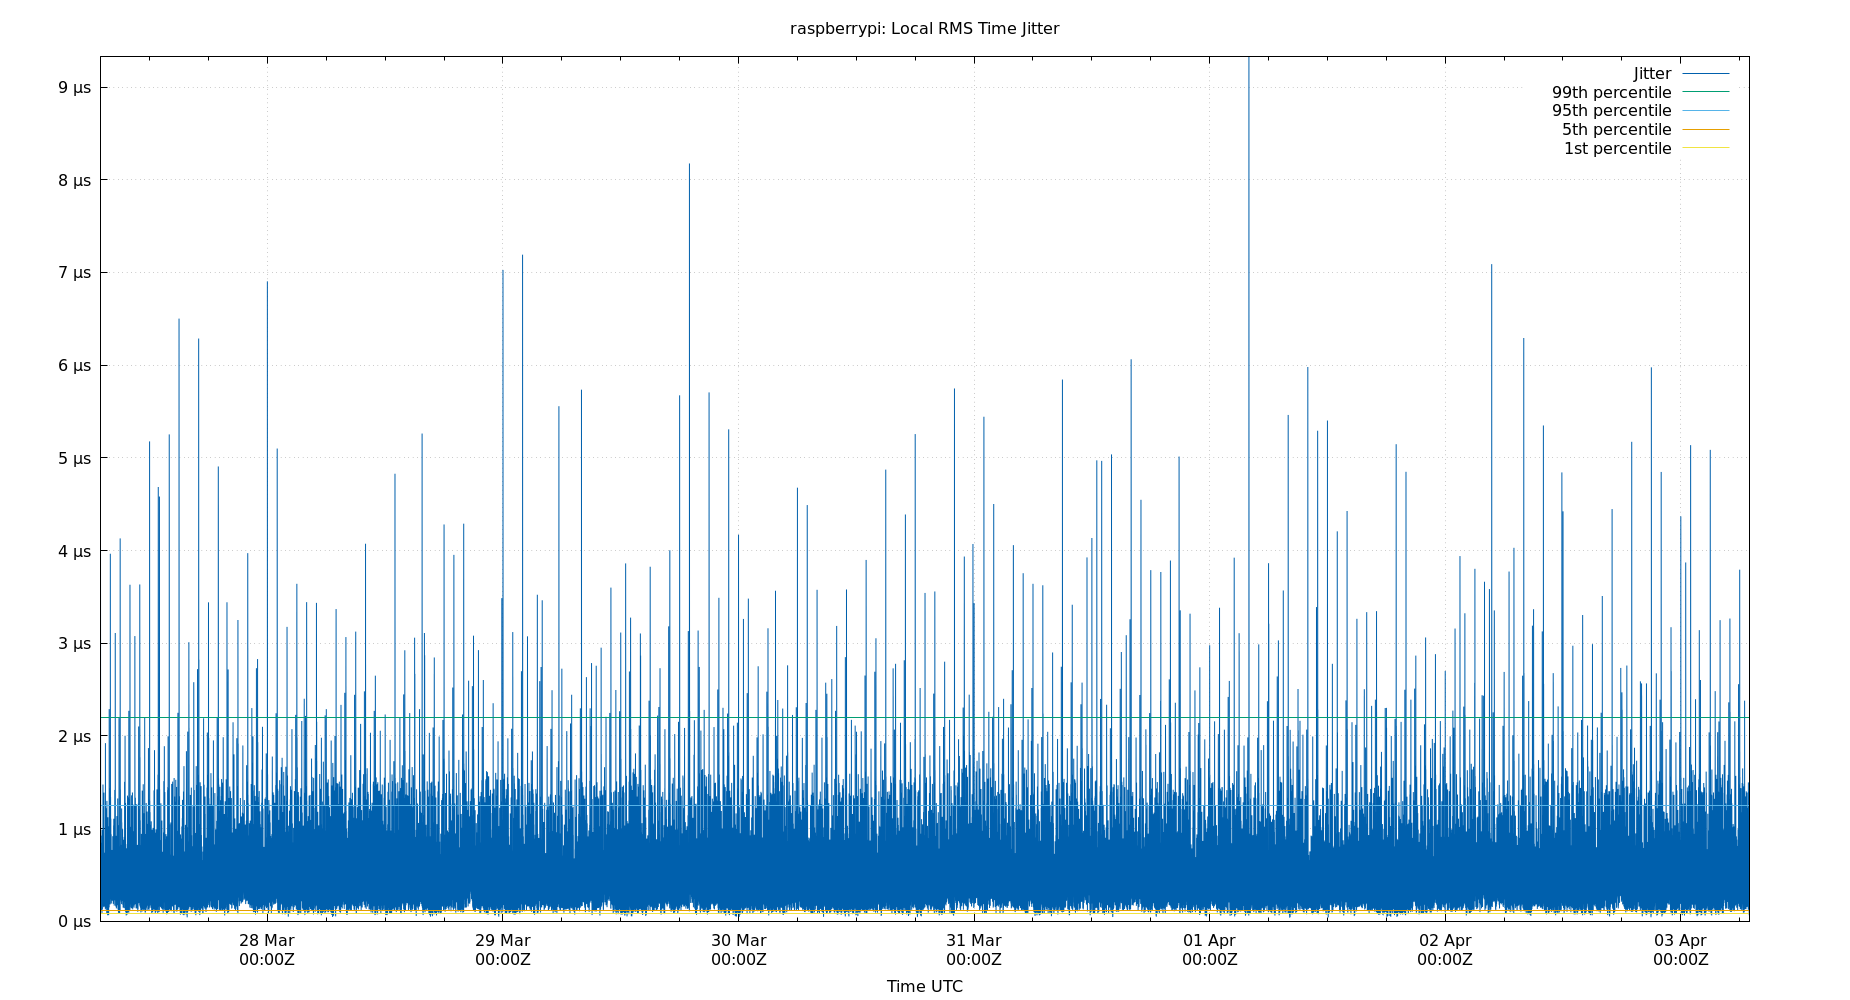 raspberrypi: Local RMS Time Jitter
Jitter
99th percentile
95th percentile
5th percentile
1st percentile
9 µs
8 µs
7 µs
6 µs
5 µs
4 µs
3 µs
2 µs
1 µs
0 µs
28 Mar 29 Mar 30 Mar 31 Mar 01 Apr 02 Apr 03 Apr
00:00Z 00:00Z 00:00Z 00:00Z 00:00Z 00:00Z 00:00Z
Time UTC